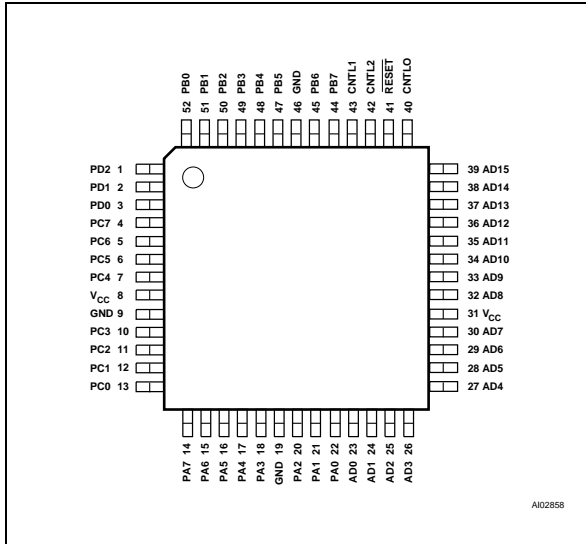 52 PB0
51 PB1
50 PB2
49 PB3
48 PB4
47 PB5
46 GND
45 PB6
44 PB7
43 CNTL1
42 CNTL2
41 RESET
40 CNTL0
PD2 1
PD1 2
PD0 3
PC7 4
PC6 5
PC5 6
PC4 7
VCC 8
GND 9
PC3 10
PC2 11
PC1 12
PC0 13
39 AD15
38 AD14
37 AD13
36 AD12
35 AD11
34 AD10
33 AD9
32 AD8
31 VCC
30 AD7
29 AD6
28 AD5
27 AD4
PA7 14
PA6 15
PA5 16
PA4 17
PA3 18
GND 19
PA2 20
PA1 21
PA0 22
AD0 23
AD1 24
AD2 25
AD3 26
AI02858